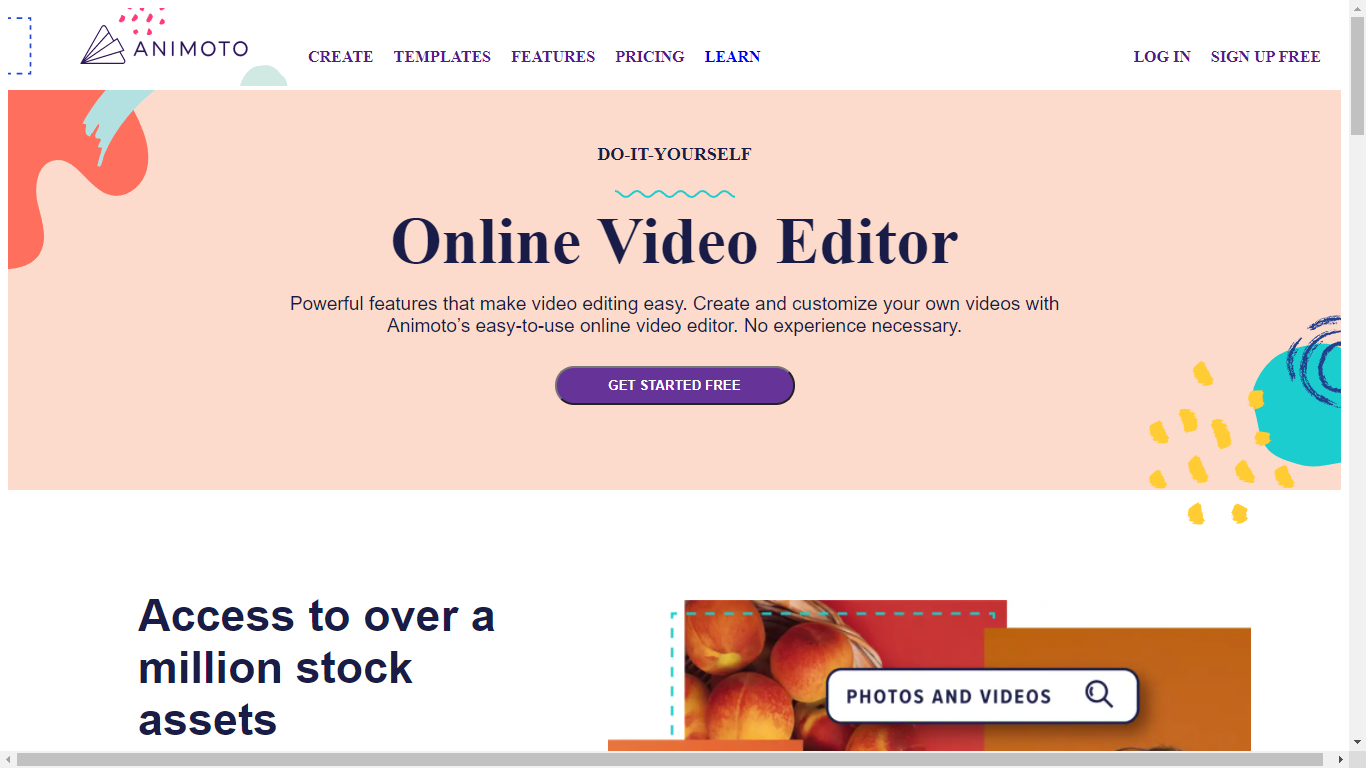 ANIMOTO
CREATE TEMPLATES FEATURES PRICING LEARN LOG IN SIGN UP FREE
DO-IT-YOURSELF
Online Video Editor
Powerful features that make video editing easy. Create and customize your own videos with
Animoto’s easy-to-use online video editor. No experience necessary.
GET STARTED FREE
Access to over a
million stock
assets
PHOTOS AND VIDEOS